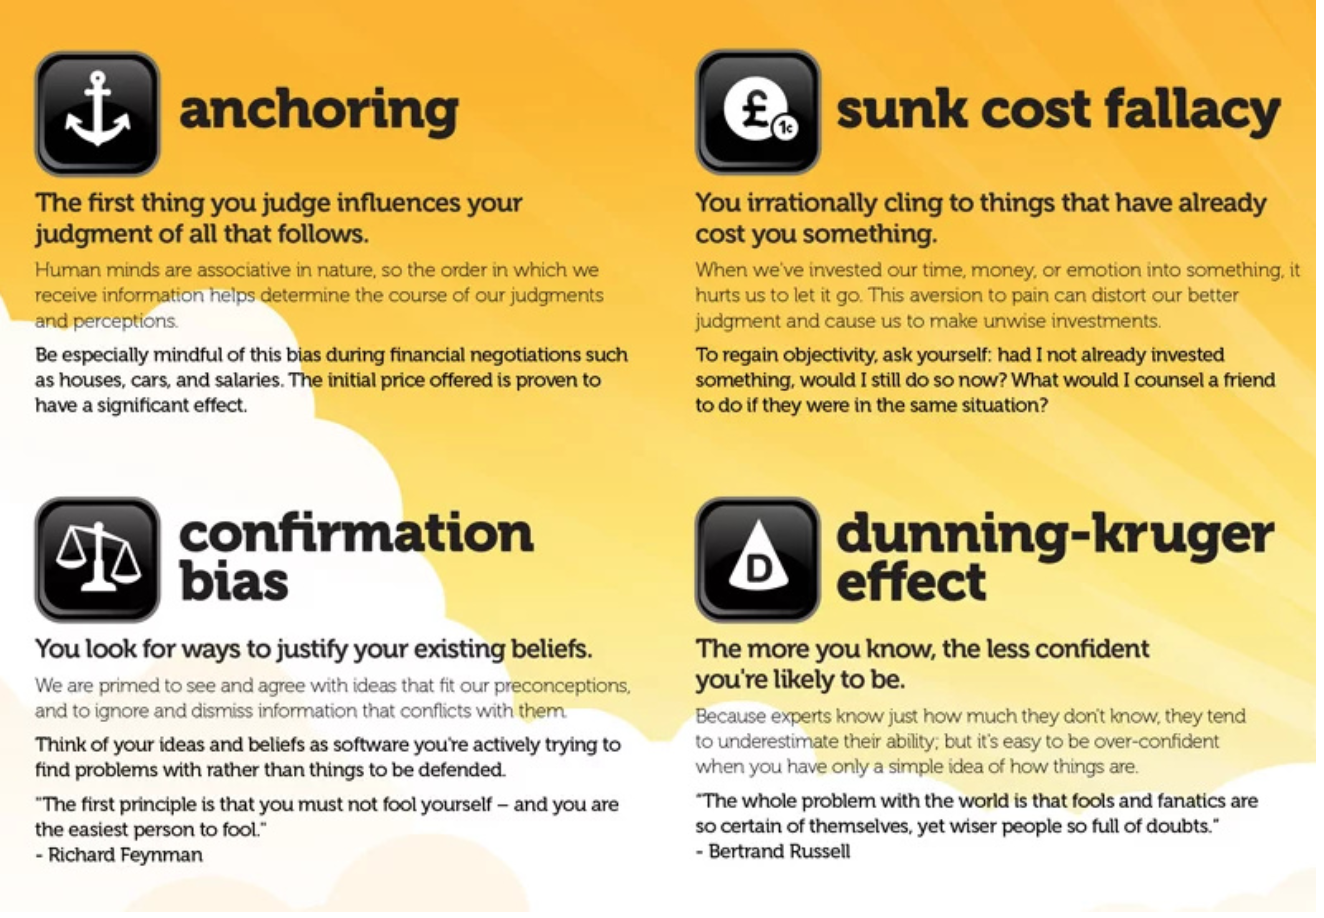 anchoring
The first thing you judge influences your
judgment of all that follows.
Human minds are associative in nature, so the order in which we
receive information helps determine the course of our judgments
and perceptions.
Be especially mindful of this bias during financial negotiations such
as houses, cars, and salaries. The initial price offered is proven to
have a significant effect.
£
1c
sunk cost fallacy
You irrationally cling to things that have already
cost you something.
When we've invested our time, money, or emotion into something, it
hurts us to let it go. This aversion to pain can distort our better
judgment and cause us to make unwise investments.
To regain objectivity, ask yourself: had I not already invested
something, would I still do so now? What would I counsel a friend
to do if they were in the same situation?
confirmation
bias
You look for ways to justify your existing beliefs.
We are primed to see and agree with ideas that fit our preconceptions,
and to ignore and dismiss information that conflicts with them.
Think of your ideas and beliefs as software you're actively trying to
find problems with rather than things to be defended.
"The first principle is that you must not fool yourself – and you are
the easiest person to fool."
- Richard Feynman
D
dunning-kruger
effect
The more you know, the less confident
you're likely to be.
Because experts know just how much they don't know, they tend
to underestimate their ability; but it's easy to be over-confident
when you have only a simple idea of how things are.
"The whole problem with the world is that fools and fanatics are
so certain of themselves, yet wiser people so full of doubts."
- Bertrand Russell